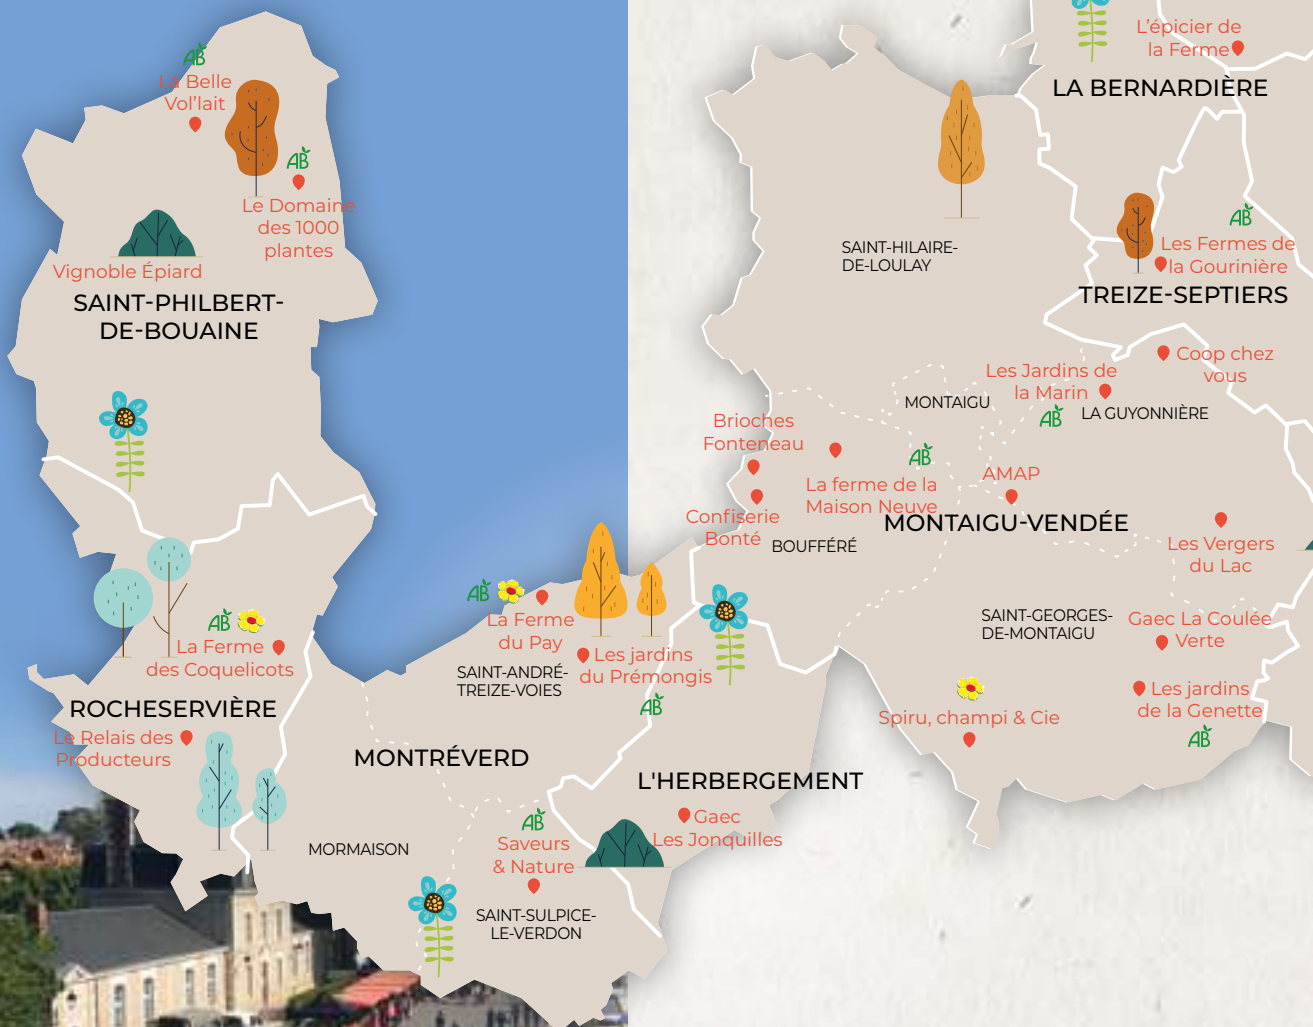 AB
La Belle
Vol'lait
AB
Le Domaine
des 1000
plantes
Vignoble Épiard
SAINT-PHILBERT-
DE-BOUAINE
AB
La Ferme
des Coquelicots
ROCHESERVIÈRE
Le Relais des
Producteurs
AB
La Ferme
du Pay
Les jardins
du Prémongis
AB
SAINT-ANDRÉ-
TREIZE-VOIES
MONTRÉVERD
MORMAISON
AB
Saveurs
& Nature
SAINT-SULPICE-
LE-VERDON
L'HERBERGEMENT
Gaec
Les Jonquilles
L'épicier de
la Ferme
LA BERNARDIÈRE
SAINT-HILAIRE-
DE-LOULAY
AB
Les Fermes de
la Gourinière
TREIZE-SEPTIERS
Coop chez
vous
Les Jardins de
la Marin
AB
MONTAIGU
LA GUYONNIÈRE
Brioches
Fonteneau
AB
La ferme de la
Maison Neuve
AMAP
Confiserie
Bonté
MONTAIGU-VENDÉE
BOUFFÉRÉ
Les Vergers
du Lac
SAINT-GEORGES-
DE-MONTAIGU
Gaec La Coulée
Verte
Spiru, champi & Cie
Les jardins
de la Genette
AB